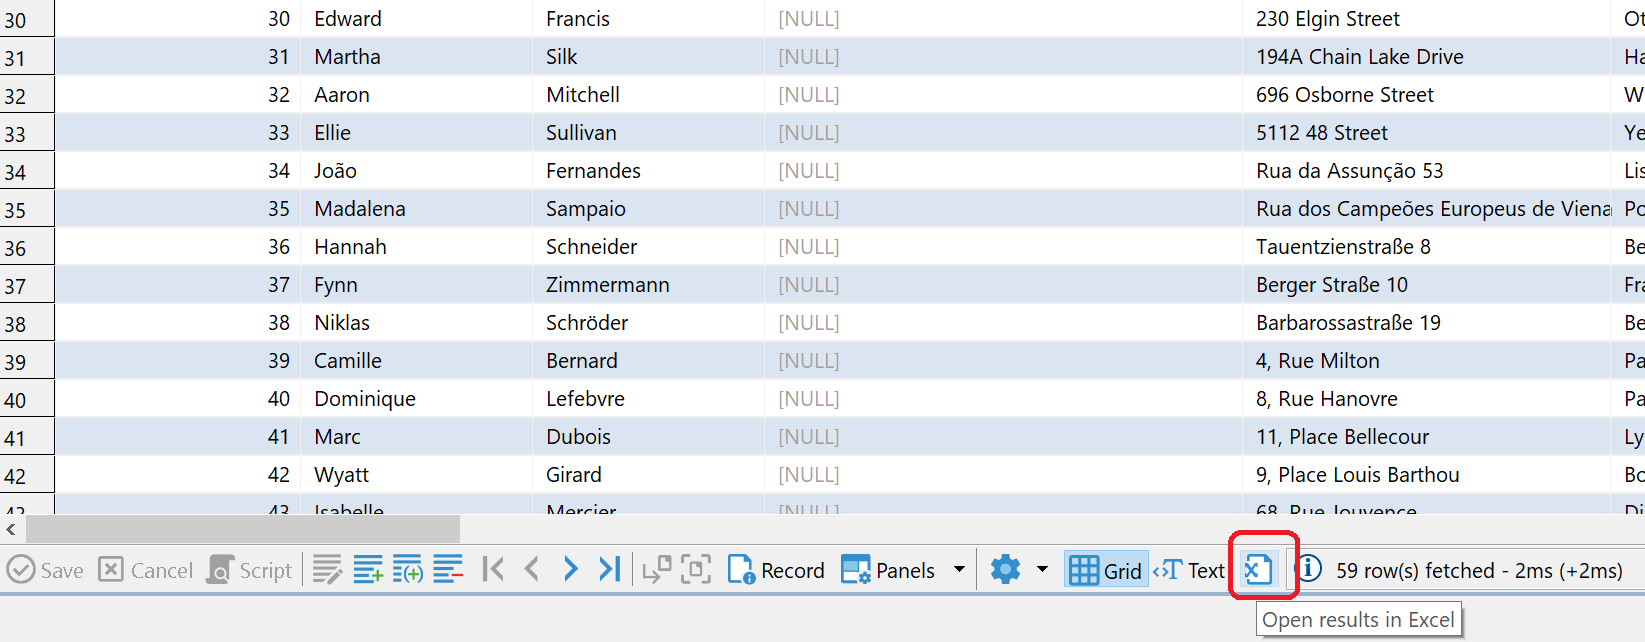 30 30 Edward Francis [NULL] 230 Elgin Street Ot
31 31 Martha Silk [NULL] 194A Chain Lake Drive Ha
32 32 Aaron Mitchell [NULL] 696 Osborne Street W
33 33 Ellie Sullivan [NULL] 5112 48 Street Ye
34 34 João Fernandes [NULL] Rua da Assunção 53 Lis
35 35 Madalena Sampaio [NULL] Rua dos Campeões Europeus de Viena Po
36 36 Hannah Schneider [NULL] Tauentzienstraße 8 Be
37 37 Fynn Zimmermann [NULL] Berger Straße 10 Fra
38 38 Niklas Schröder [NULL] Barbarossastraße 19 Be
39 39 Camille Bernard [NULL] 4, Rue Milton Pa
40 40 Dominique Lefebvre [NULL] 8, Rue Hanovre Pa
41 41 Marc Dubois [NULL] 11, Place Bellecour Ly
42 42 Wyatt Girard [NULL] 9, Place Louis Barthou Bo
43 43 Isabelle Mercier [NULL] 68, Rue Jouvence Di
Save Cancel Script Record Panels Grid Text 59 row(s) fetched - 2ms (+2ms)
Open results in Excel